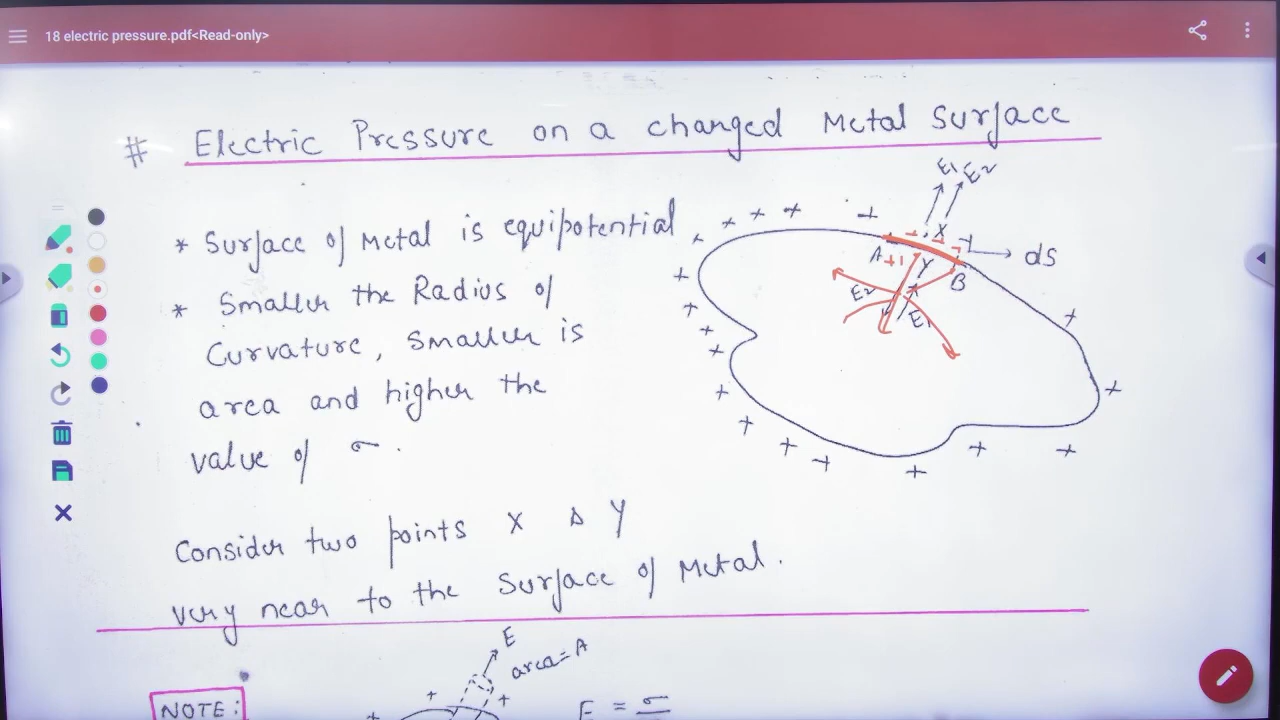 18 electric pressure.pdf<Read-only>
# Electric Pressure on a changed Metal Surface
* Surface of Metal is equipotential.
* Smaller the Radius of
Curvature, Smaller is
area and higher the
value of σ.
Consider two points X & Y
very near to the Surface of Metal.
E1 E2
X
A
Y
B
dS
E2
E1
NOTE:
E
area=A
E = σ